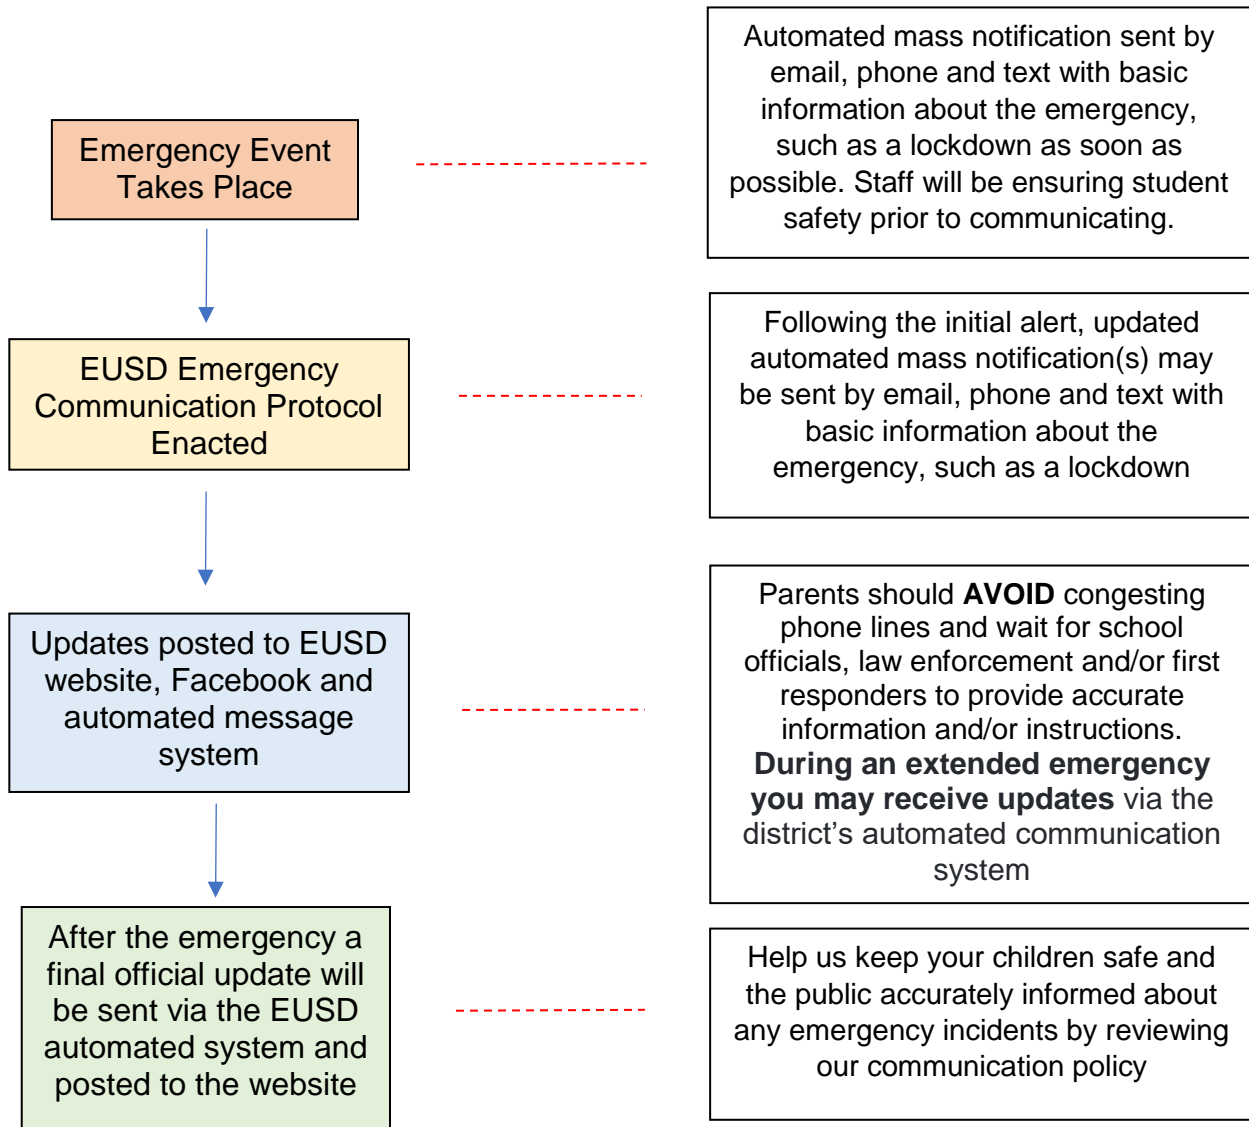 Emergency Event
Takes Place
Automated mass notification sent by
email, phone and text with basic
information about the emergency,
such as a lockdown as soon as
possible. Staff will be ensuring student
safety prior to communicating.
EUSD Emergency
Communication Protocol
Enacted
Following the initial alert, updated
automated mass notification(s) may
be sent by email, phone and text with
basic information about the
emergency, such as a lockdown
Updates posted to EUSD
website, Facebook and
automated message
system
Parents should AVOID congesting
phone lines and wait for school
officials, law enforcement and/or first
responders to provide accurate
information and/or instructions.
During an extended emergency
you may receive updates via the
district’s automated communication
system
After the emergency a
final official update will
be sent via the EUSD
automated system and
posted to the website
Help us keep your children safe and
the public accurately informed about
any emergency incidents by reviewing
our communication policy